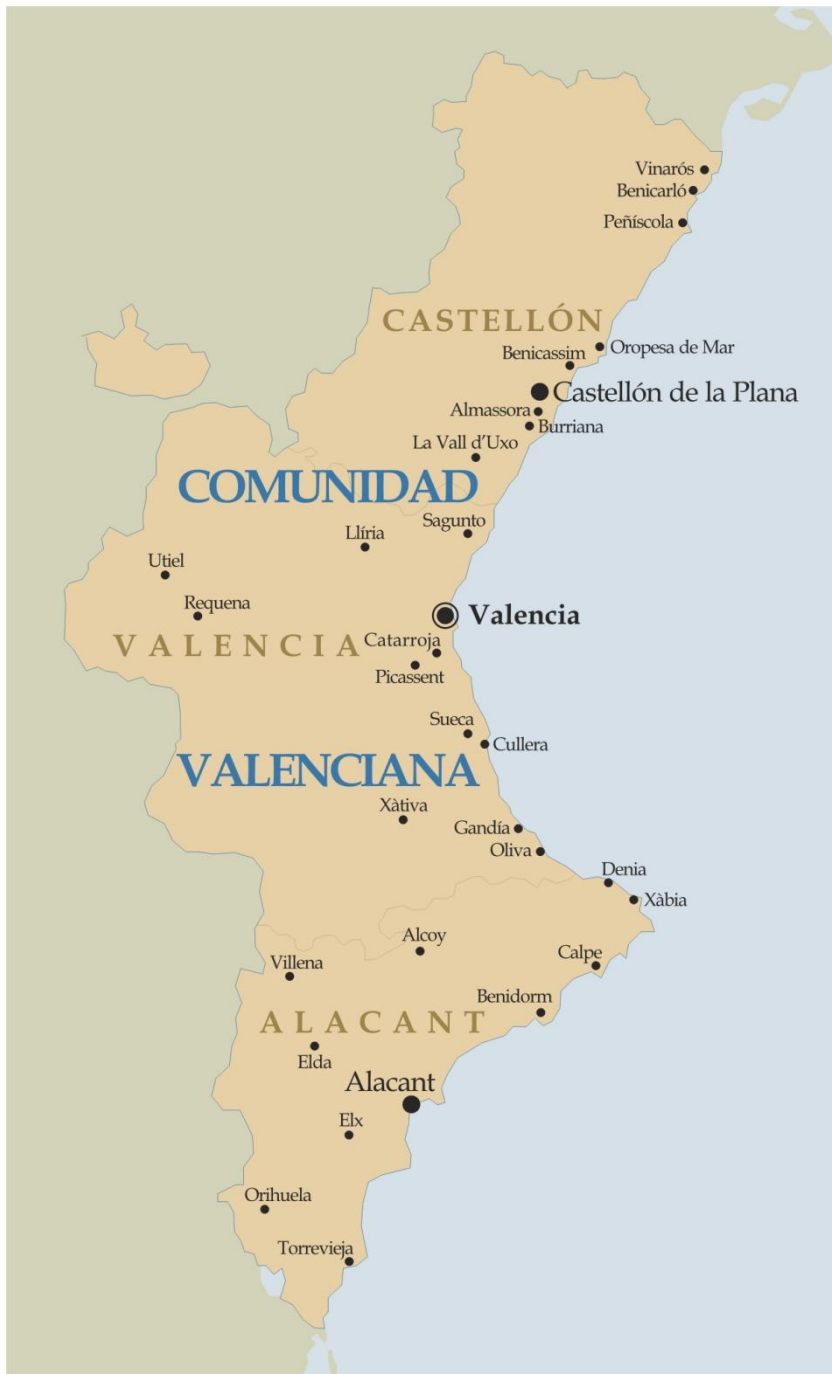 Vinarós
Benicarló
Peñíscola
CASTELLÓN
Oropesa de Mar
Benicassim
Castellón de la Plana
Almassora
Burriana
La Vall d'Uxo
COMUNIDAD
Sagunto
Llíria
Utiel
Requena
Valencia
VALENCIA
Catarroja
Picassent
Sueca
Cullera
VALENCIANA
Xàtiva
Gandía
Oliva
Denia
Xàbia
Alcoy
Calpe
Villena
Benidorm
ALACANT
Elda
Alacant
Elx
Orihuela
Torrevieja